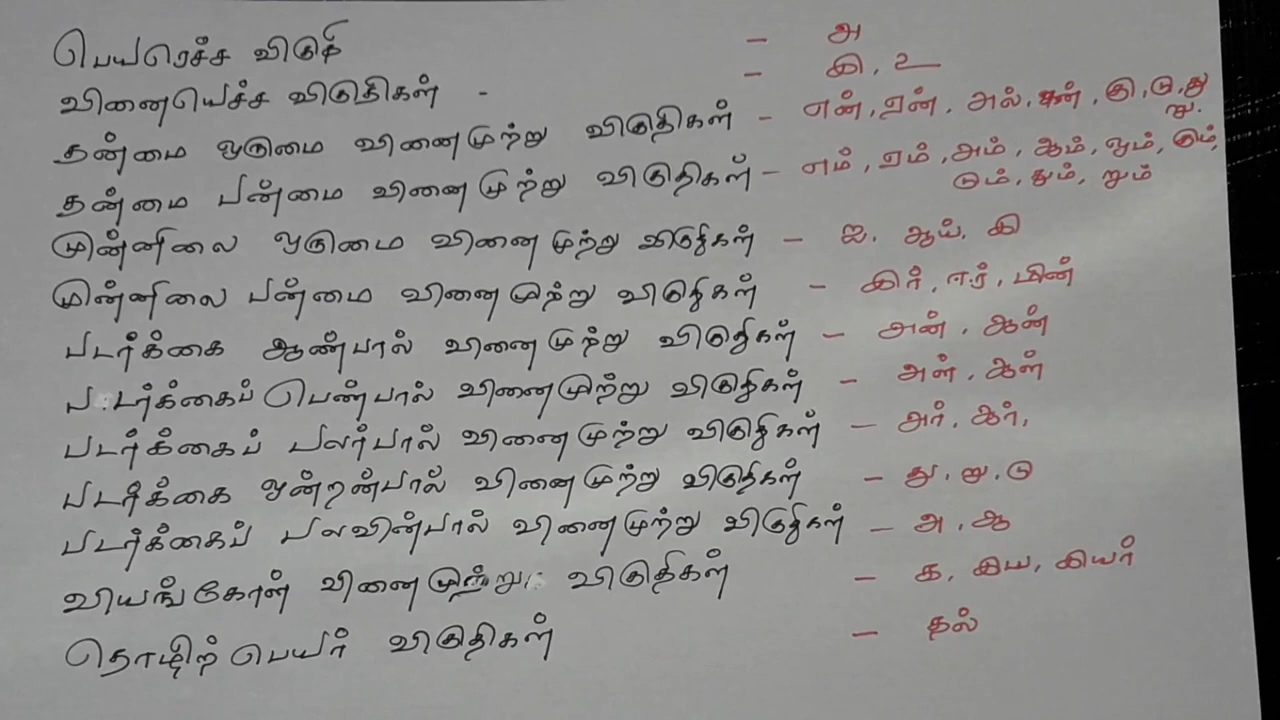 பெயரெச்ச விகுதி - அ
வினையெச்ச விகுதிகள் - - இ, உ
தன்மை ஒருமை வினைமுற்று விகுதிகள் - என், ஏன், அல், அன், கு, டு, து
று.
தன்மை பன்மை வினைமுற்று விகுதிகள் - எம், ஏம், அம், ஆம், ஓம், கும்,
டும், தும், றும்
முன்னிலை ஒருமை வினைமுற்று விகுதிகள் - ஐ, ஆய், இ
முன்னிலை பன்மை வினைமுற்று விகுதிகள் - இர், ஈர், மின்
படர்க்கை ஆண்பால் வினைமுற்று விகுதிகள் - அன், ஆன்
படர்க்கைப் பெண்பால் வினைமுற்று விகுதிகள் - அள், ஆள்
படர்க்கைப் பலர்பால் வினைமுற்று விகுதிகள் - அர், ஆர்,
படர்க்கை ஒன்றன்பால் வினைமுற்று விகுதிகள் - து, று, டு
படர்க்கைப் பலவின்பால் வினைமுற்று விகுதிகள் - அ, ஆ
வியங்கோள் வினைமுற்று விகுதிகள் - க, இய, இயர்
தொழிற்பெயர் விகுதிகள் - தல்